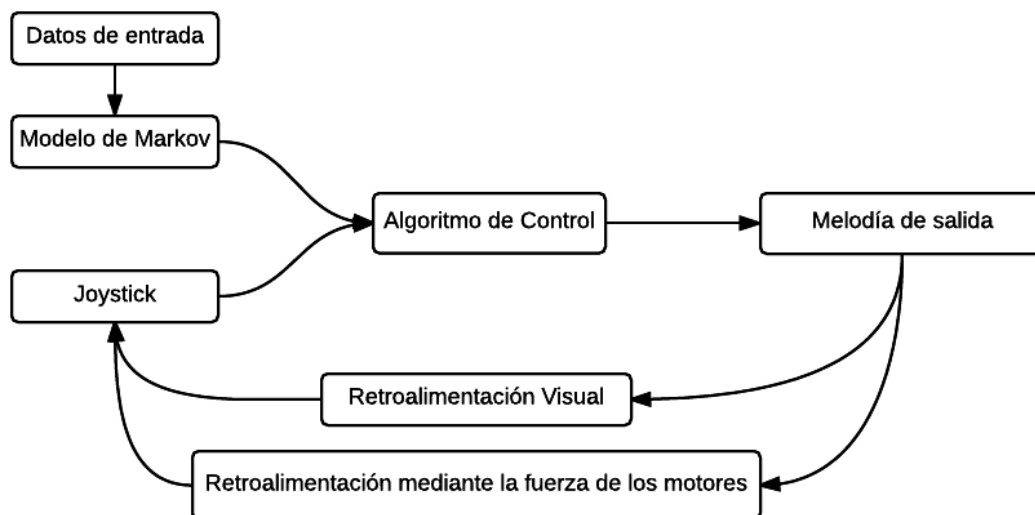 Datos de entrada
Modelo de Markov
Algoritmo de Control
Melodía de salida
Joystick
Retroalimentación Visual
Retroalimentación mediante la fuerza de los motores